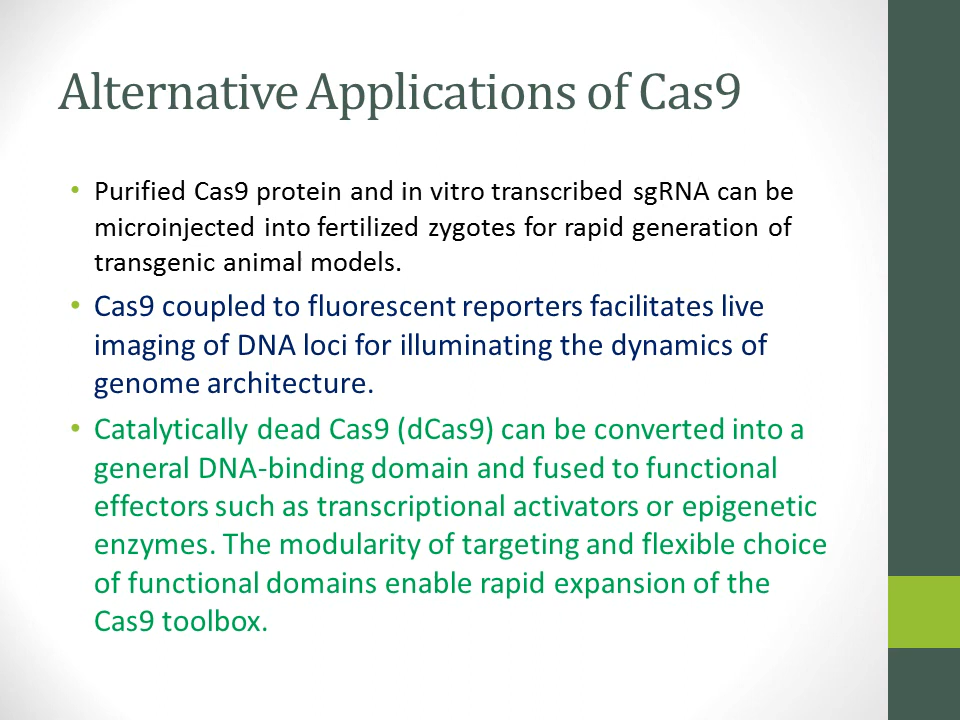 Alternative Applications of Cas9
• Purified Cas9 protein and in vitro transcribed sgRNA can be
microinjected into fertilized zygotes for rapid generation of
transgenic animal models.
• Cas9 coupled to fluorescent reporters facilitates live
imaging of DNA loci for illuminating the dynamics of
genome architecture.
• Catalytically dead Cas9 (dCas9) can be converted into a
general DNA-binding domain and fused to functional
effectors such as transcriptional activators or epigenetic
enzymes. The modularity of targeting and flexible choice
of functional domains enable rapid expansion of the
Cas9 toolbox.